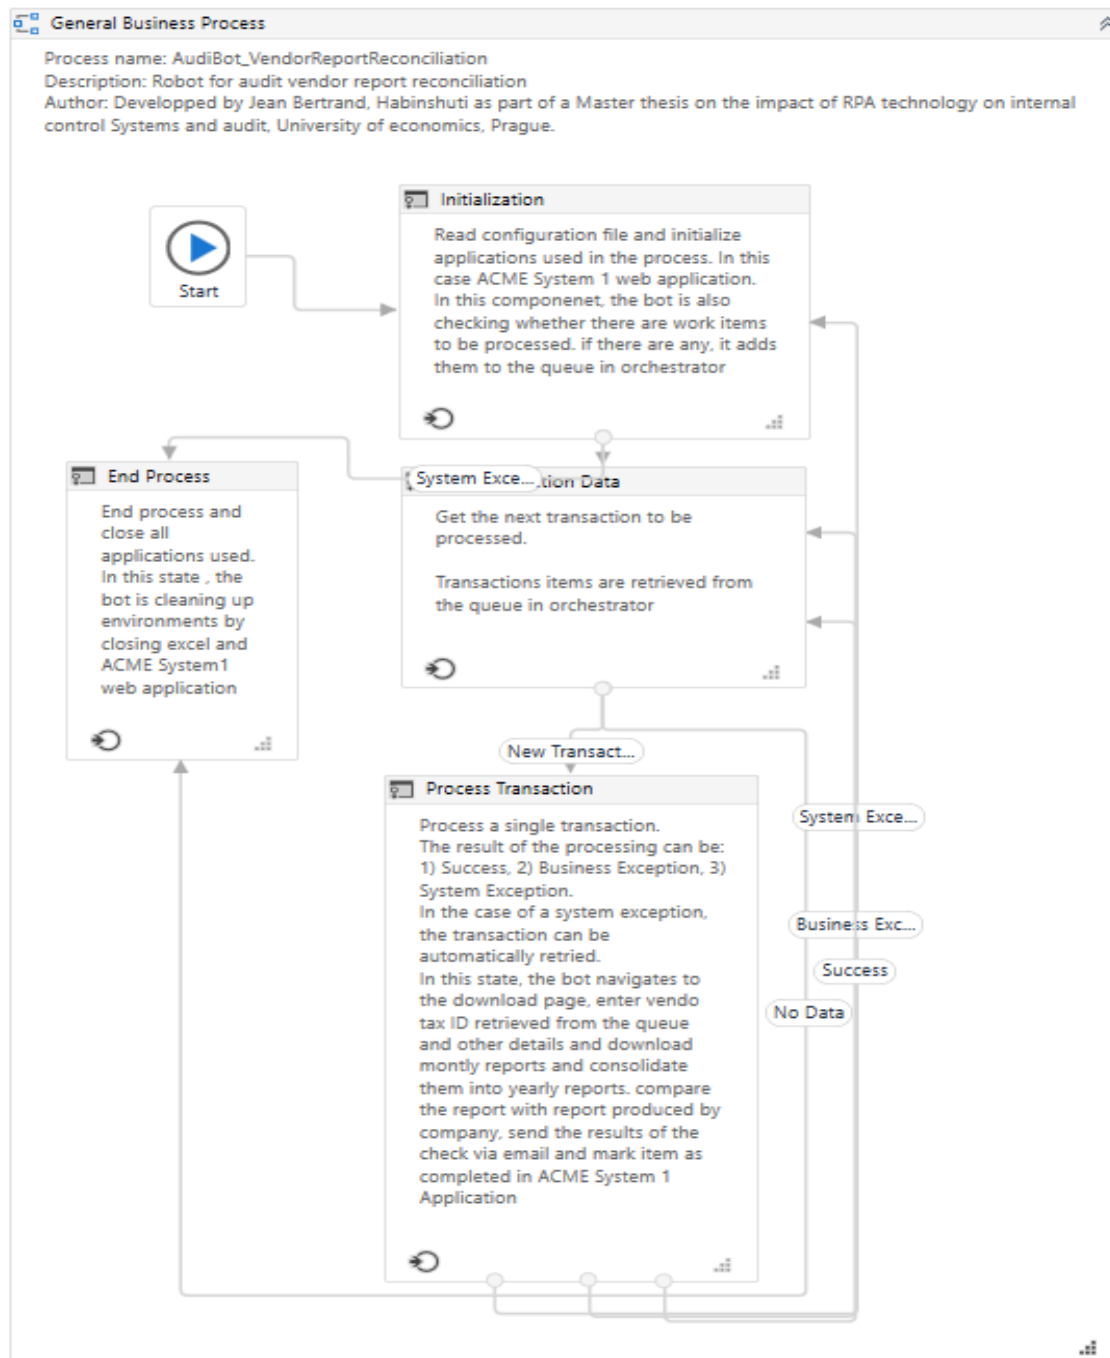 General Business Process
Process name: AudiBot_VendorReportReconciliation
Description: Robot for audit vendor report reconciliation
Author: Developped by Jean Bertrand, Habinshuti as part of a Master thesis on the impact of RPA technology on internal
control Systems and audit, University of economics, Prague.
Start
Initialization
Read configuration file and initialize
applications used in the process. In this
case ACME System 1 web application.
In this componenet, the bot is also
checking whether there are work items
to be processed. if there are any, it adds
them to the queue in orchestrator
End Process
End process and
close all
applications used.
In this state , the
bot is cleaning up
environments by
closing excel and
ACME System1
web application
System Exce...
Data
Get the next transaction to be
processed.
Transactions items are retrieved from
the queue in orchestrator
New Transact...
Process Transaction
Process a single transaction.
The result of the processing can be:
1) Success, 2) Business Exception, 3)
System Exception.
In the case of a system exception,
the transaction can be
automatically retried.
In this state, the bot navigates to
the download page, enter vendo
tax ID retrieved from the queue
and other details and download
montly reports and consolidate
them into yearly reports. compare
the report with report produced by
company, send the results of the
check via email and mark item as
completed in ACME System 1
Application
System Exce...
Business Exc...
Success
No Data